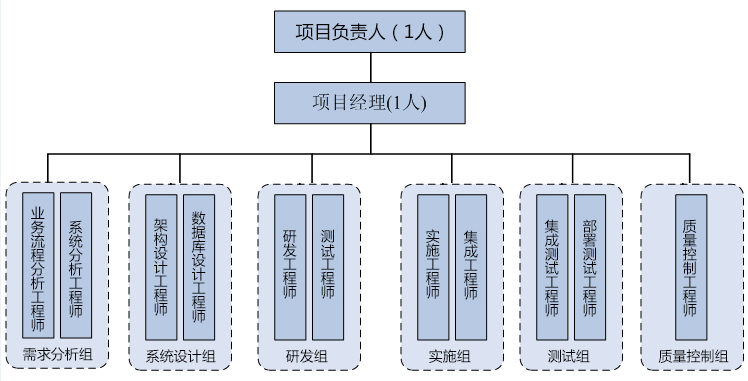 项目负责人（1人）
项目经理(1人)
业务流程分析工程师
系统分析工程师
需求分析组
架构设计工程师
数据库设计工程师
系统设计组
研发工程师
测试工程师
研发组
实施工程师
集成工程师
实施组
集成测试工程师
部署测试工程师
测试组
质量控制工程师
质量控制组